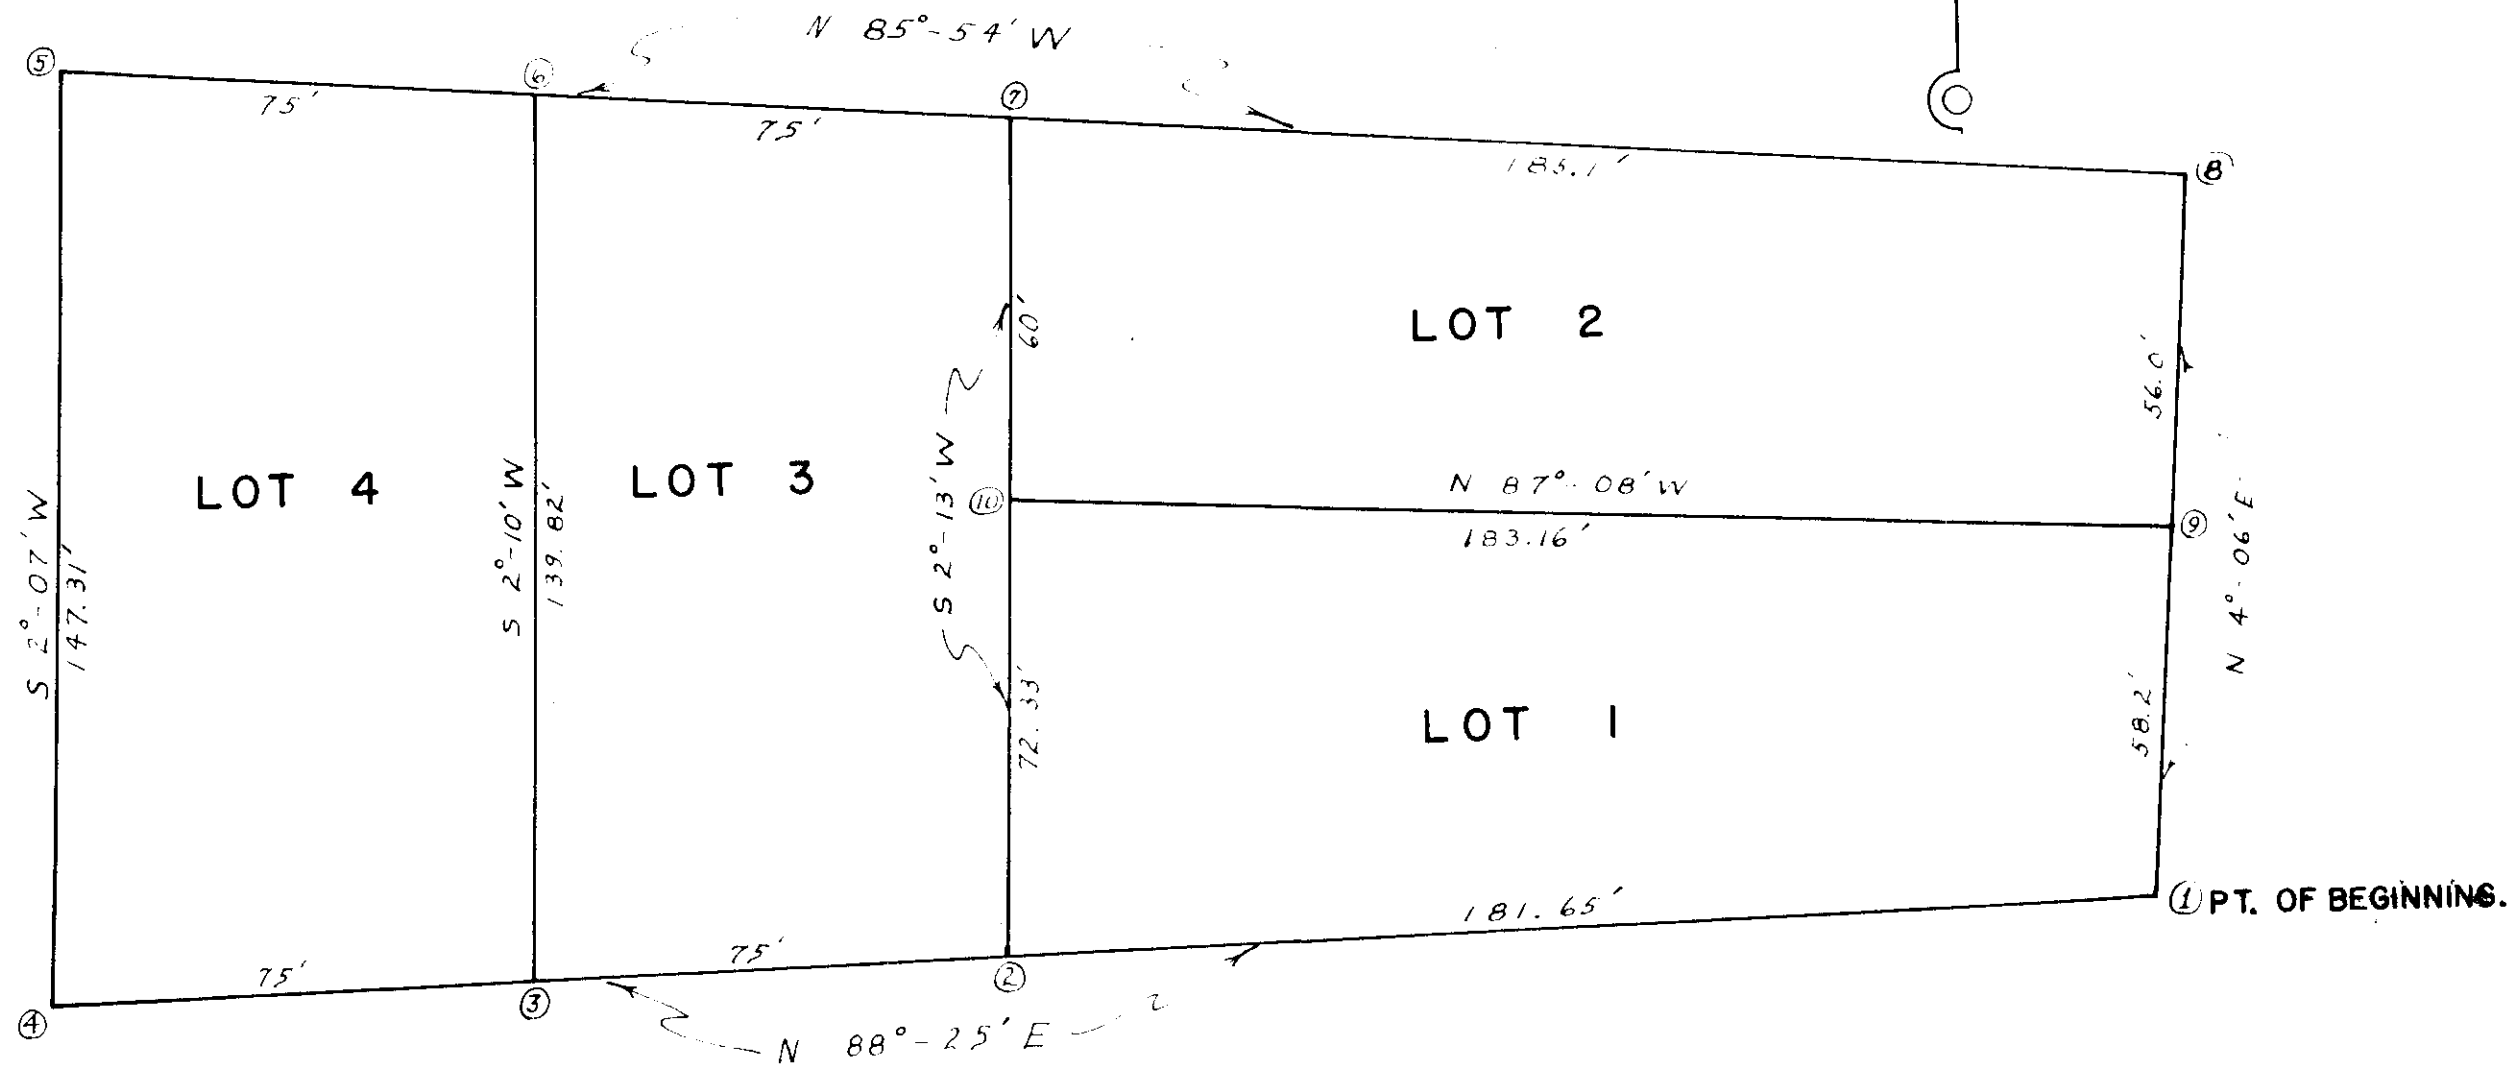 N 85°-54' W
5
6
7
8
75'
75'
185.1'
60'
LOT 2
56.0'
LOT 4
LOT 3
S 2°-07' W
147.31'
S 2°-10' W
139.82'
S 2°-13' W
10
N 87°-08' W
183.16'
9
N 4°-06' E
72.33'
LOT 1
58.2'
181.65'
1 PT. OF BEGINNING.
75'
75'
4
3
2
N 88°-25' E